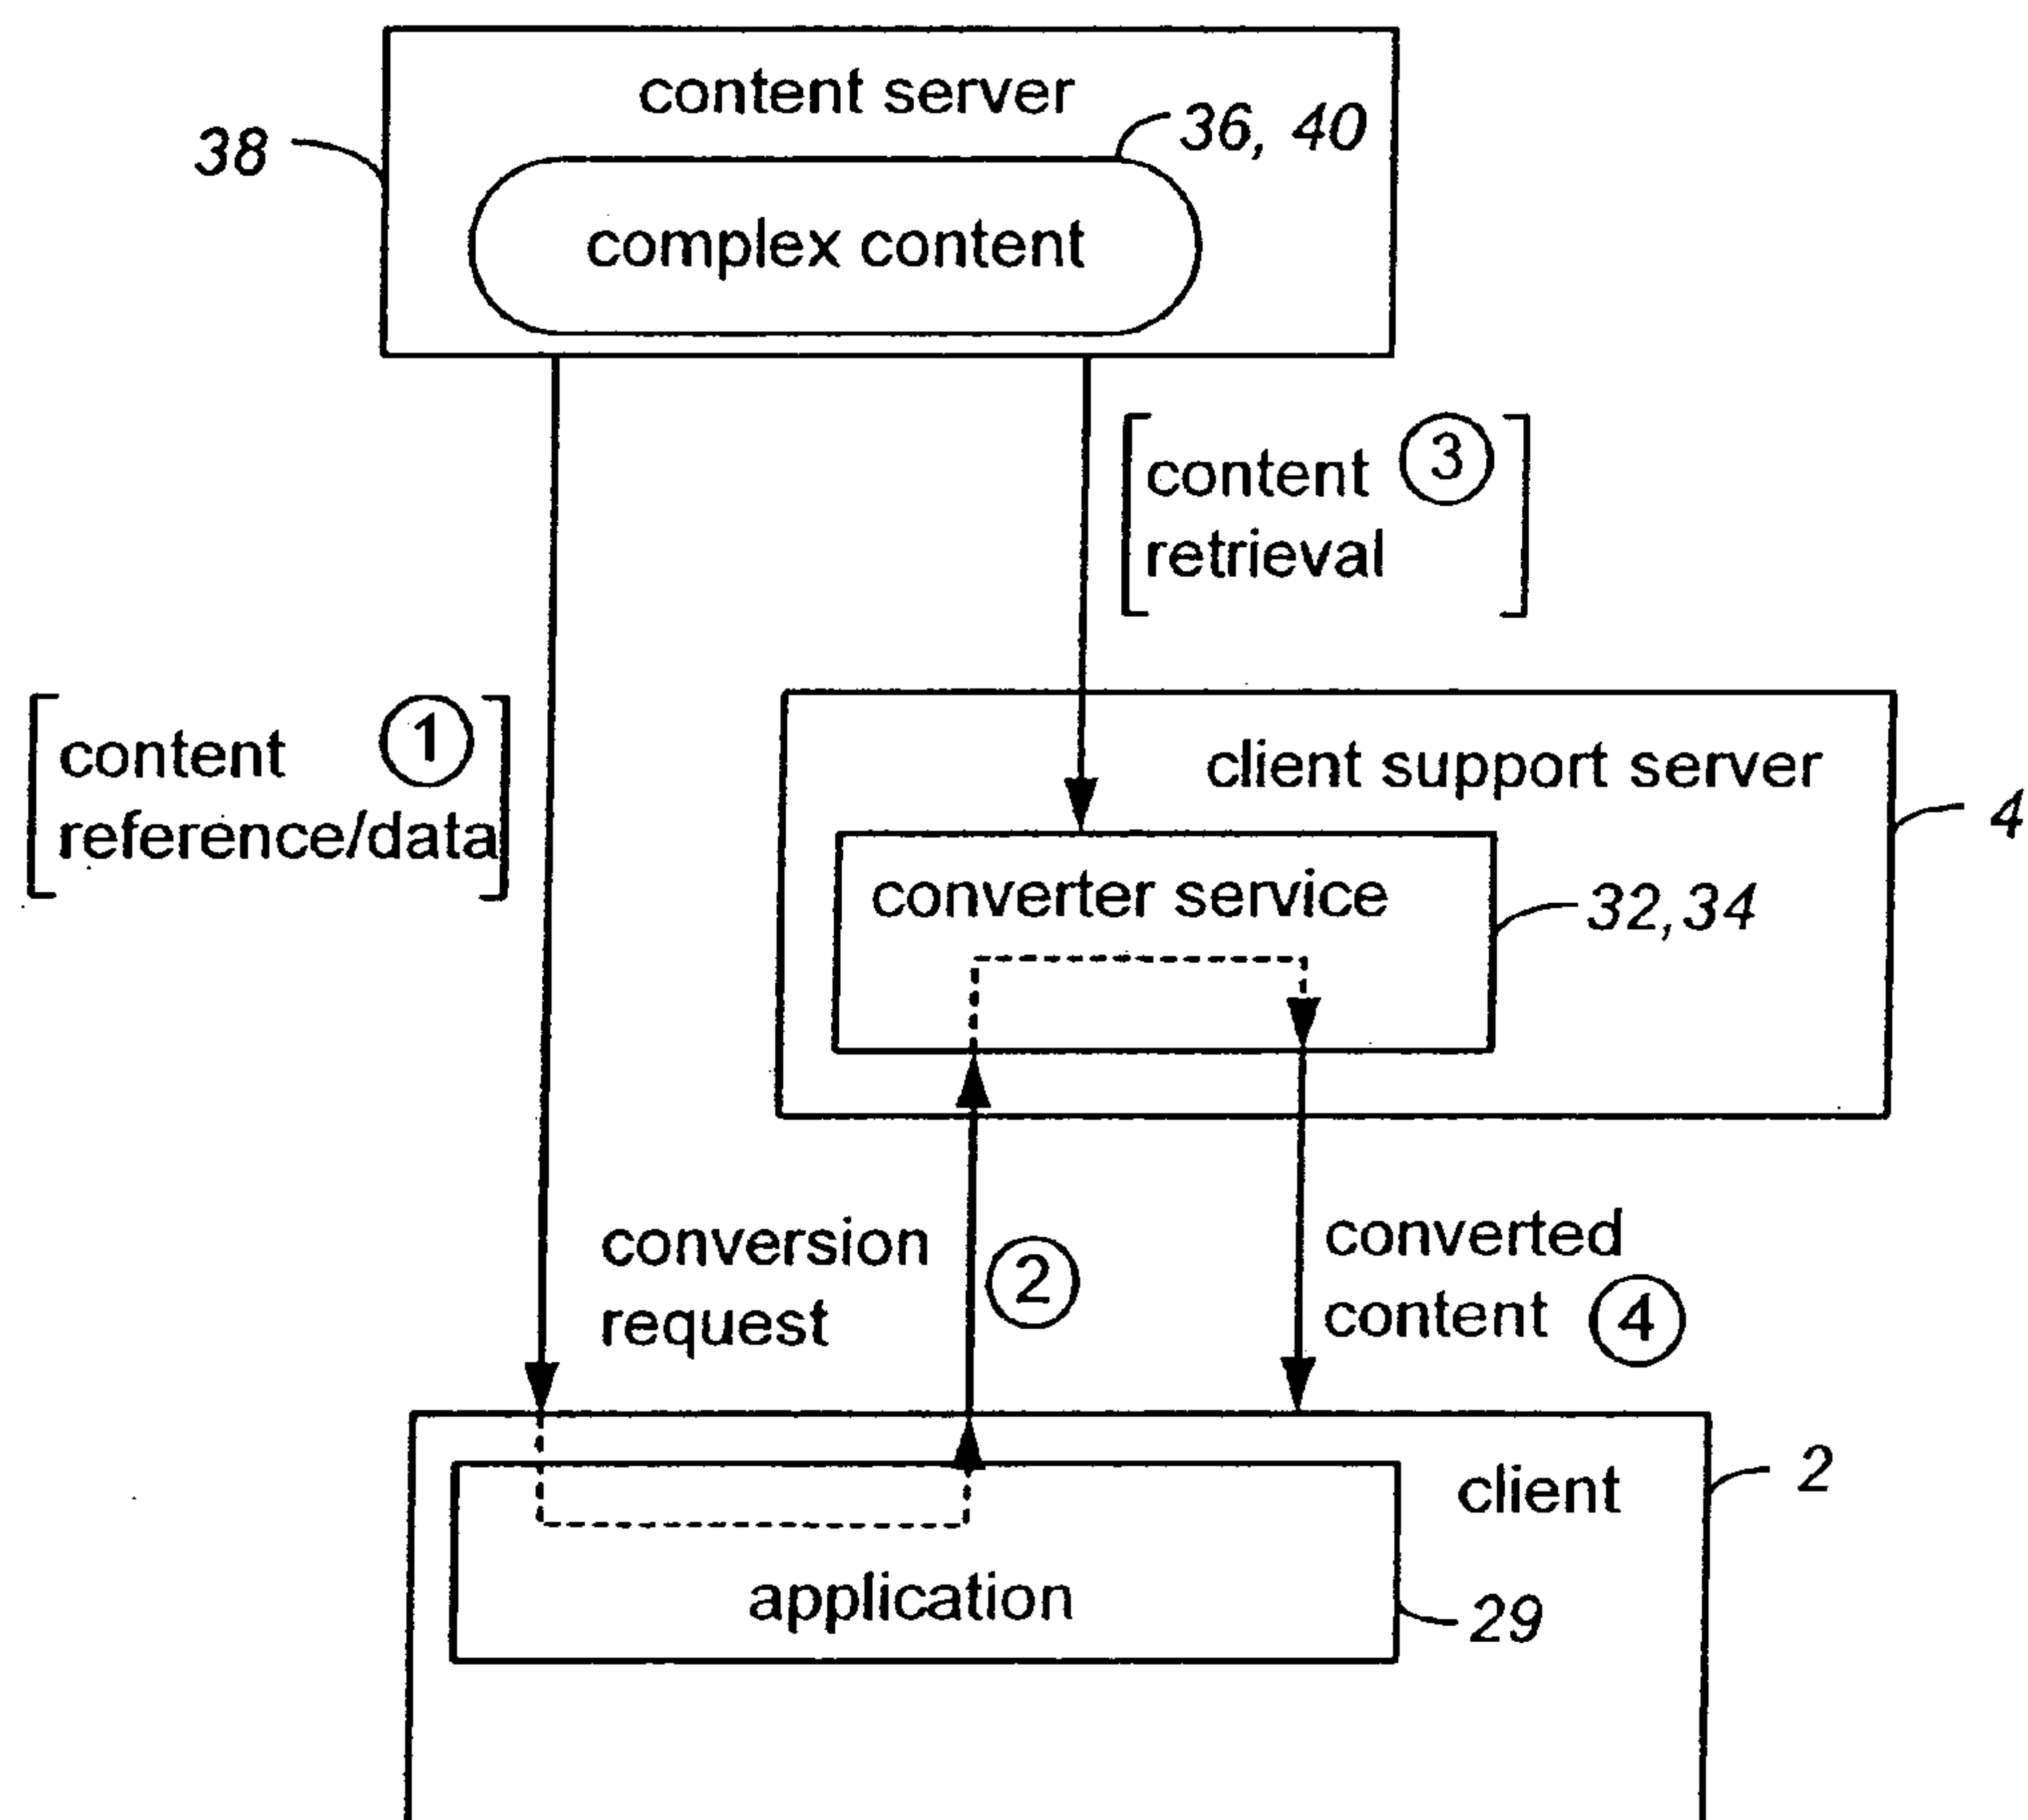 content server
38
36, 40
complex content
content 3
retrieval
content 1
reference/data
client support server
4
converter service
32,34
conversion
request
2
converted
content 4
client
2
application
29